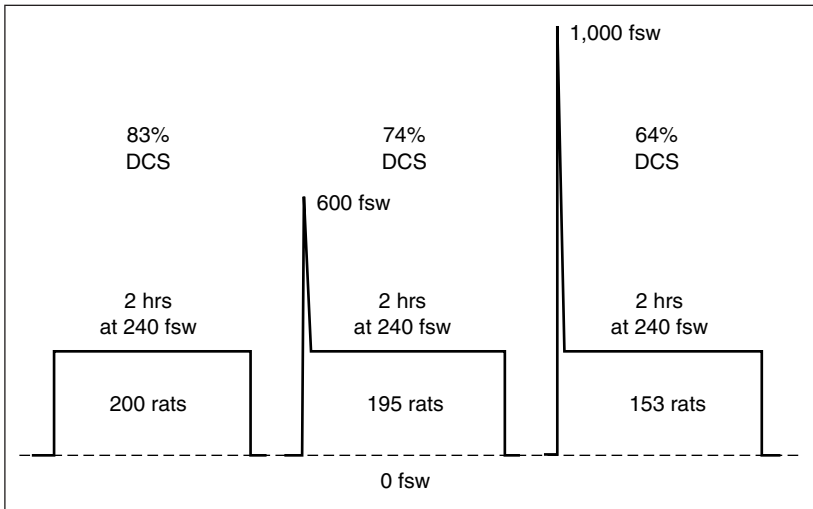 1,000 fsw
83%
DCS
74%
DCS
64%
DCS
600 fsw
2 hrs
at 240 fsw
2 hrs
at 240 fsw
2 hrs
at 240 fsw
200 rats
195 rats
153 rats
0 fsw